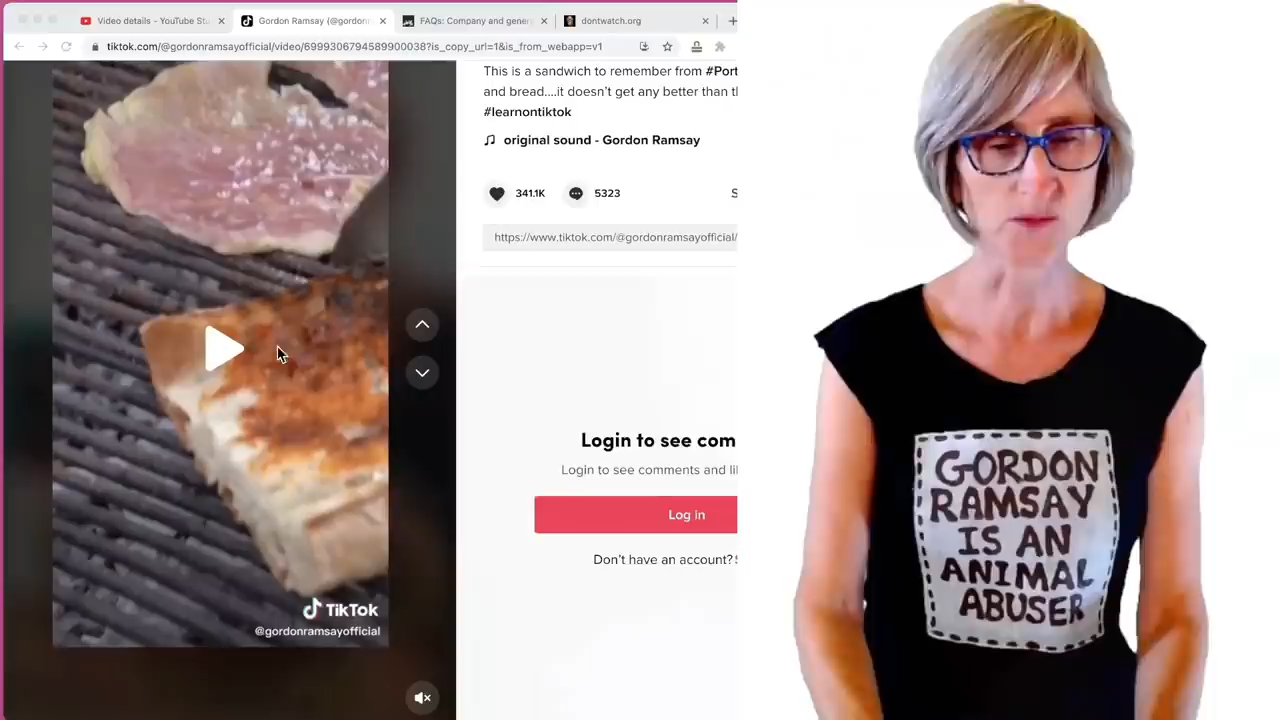 Video details - YouTube Stu
Gordon Ramsay (@gordon
FAQs: Company and gener
dontwatch.org
tiktok.com/@gordonramsayofficial/video/6999306794589900038?is_copy_url=1&is_from_webapp=v1
This is a sandwich to remember from #Port
and bread....it doesn't get any better than th
#learnontiktok
original sound - Gordon Ramsay
341.1K
5323
S
https://www.tiktok.com/@gordonramsayofficial/
Login to see com
Login to see comments and li
Log in
Don't have an account? S
TikTok
@gordonramsayofficial
GORDON
RAMSAY
IS AN
ANIMAL
ABUSER